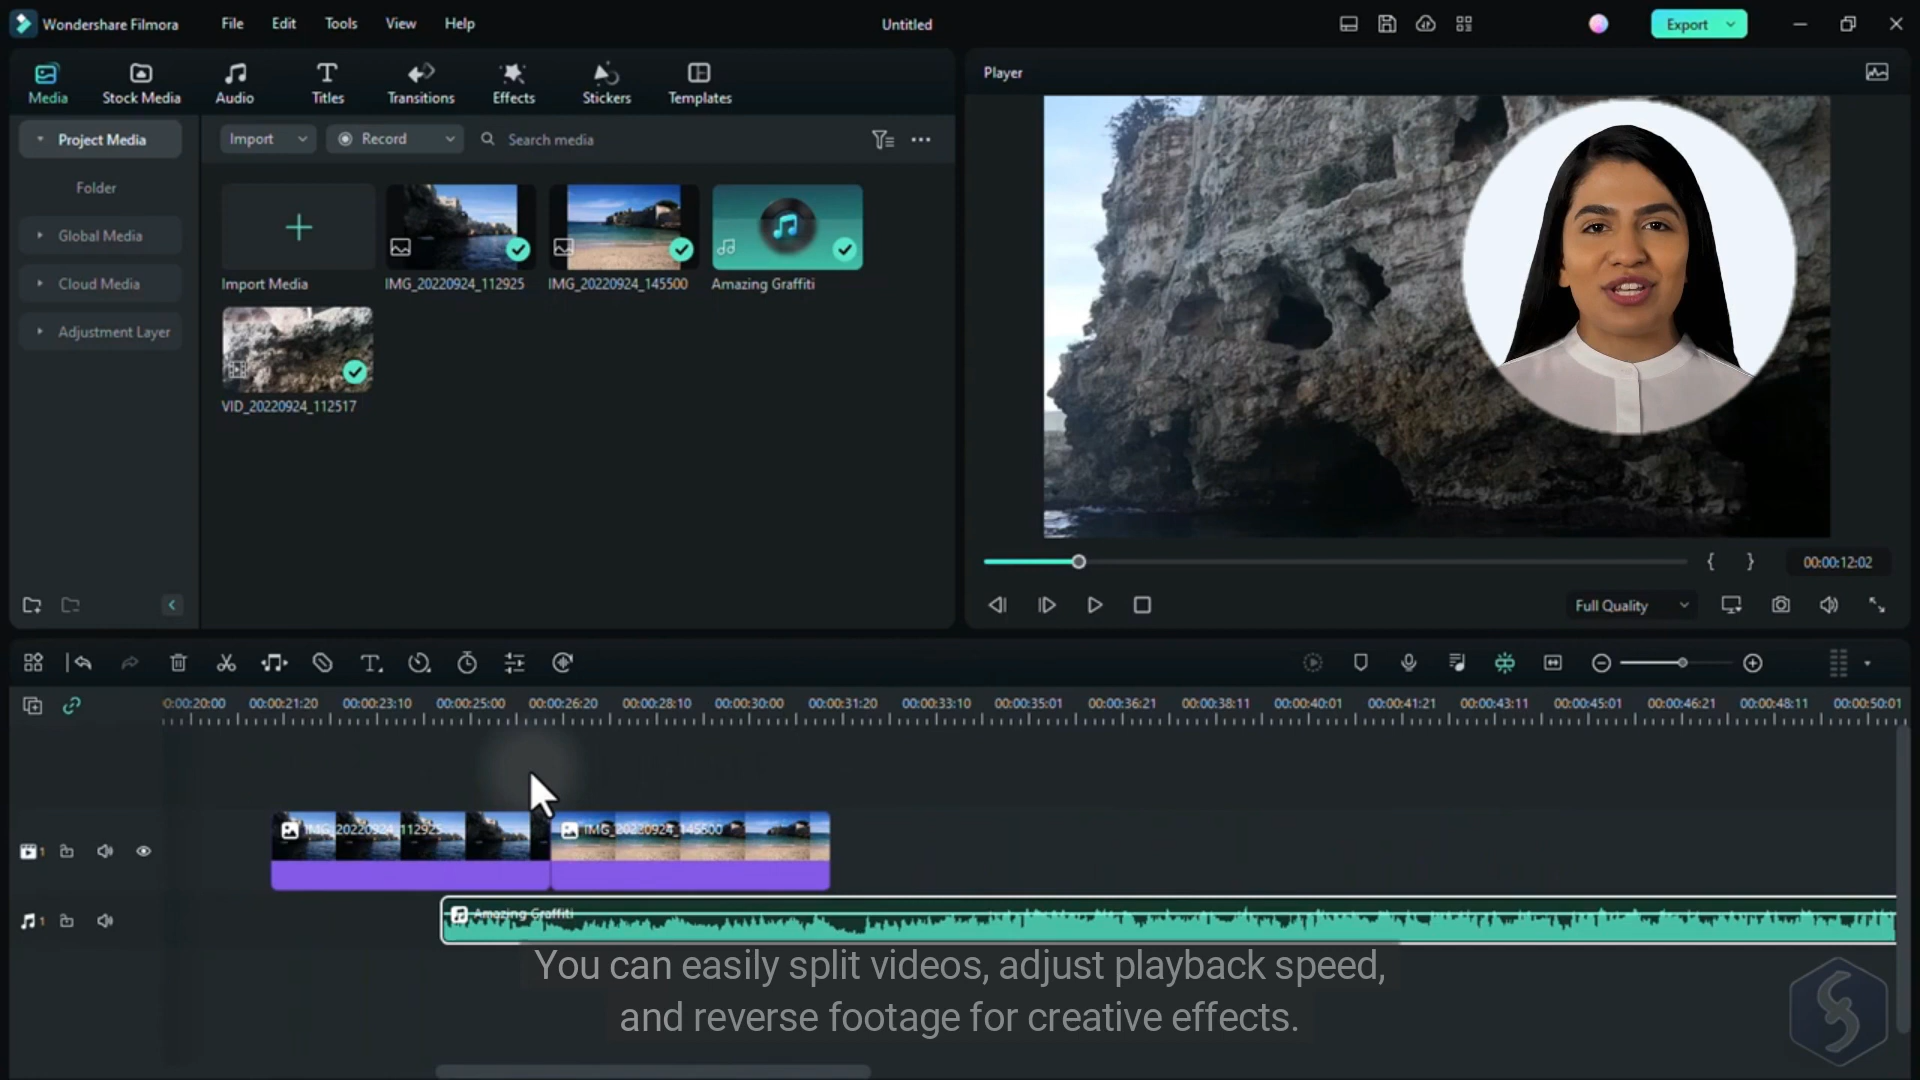 Wondershare Filmora File Edit Tools View Help Untitled Export
Media Stock Media Audio Titles Transitions Effects Stickers Templates
Player
Project Media
Import Record Search media
Folder
Global Media
Cloud Media
Adjustment Layer
Import Media IMG_20220924_112925 IMG_20220924_145500 Amazing Graffiti
VID_20220924_112517
{ } 00:00:12:02
Full Quality
0:00:20:00 00:00:21:20 00:00:23:10 00:00:25:00 00:00:26:20 00:00:28:10 00:00:30:00 00:00:31:20 00:00:33:10 00:00:35:01 00:00:36:21 00:00:38:11 00:00:40:01 00:00:41:21 00:00:43:11 00:00:45:01 00:00:46:21 00:00:48:11 00:00:50:01
IMG_20220924_112925 IMG_20220924_145500
1
1 Amazing Graffiti
You can easily split videos, adjust playback speed,
and reverse footage for creative effects.